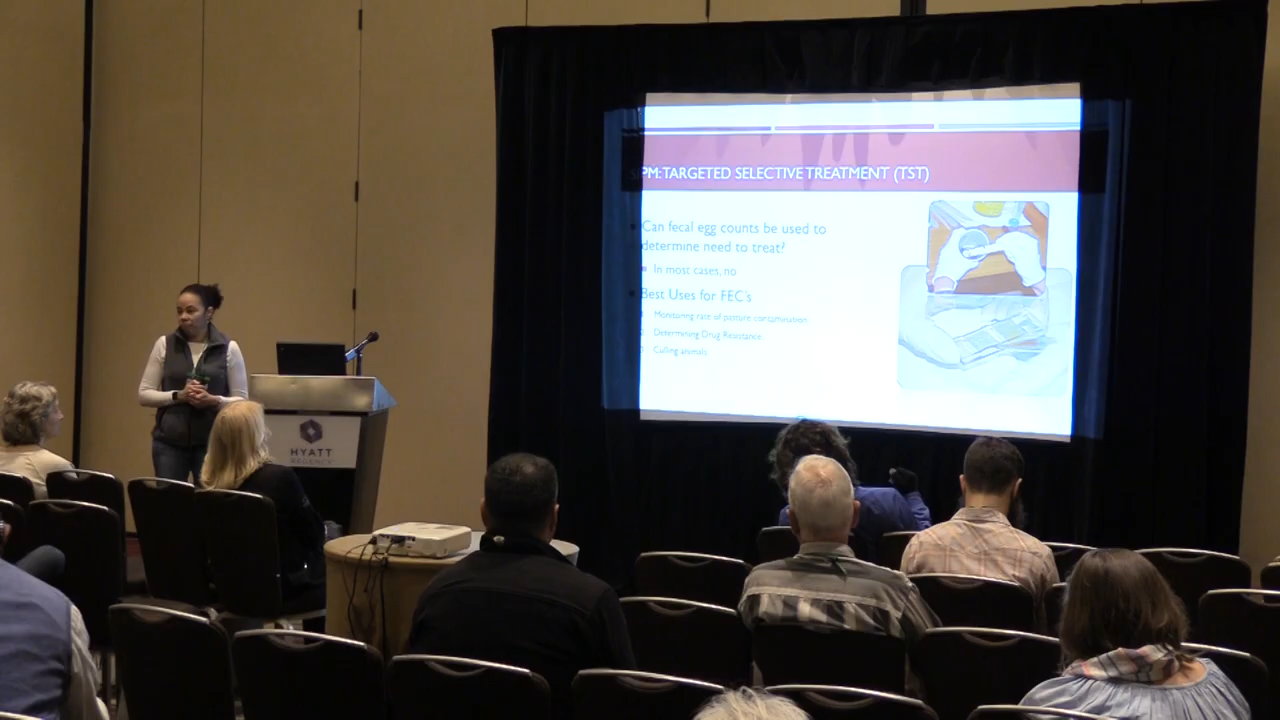 SPM: TARGETED SELECTIVE TREATMENT (TST)
Can fecal egg counts be used to
determine need to treat?
In most cases, no
Best Uses for FEC's
Monitoring rate of pasture contamination
Determining Drug Resistance
Culling animals
HYATT
REGENCY